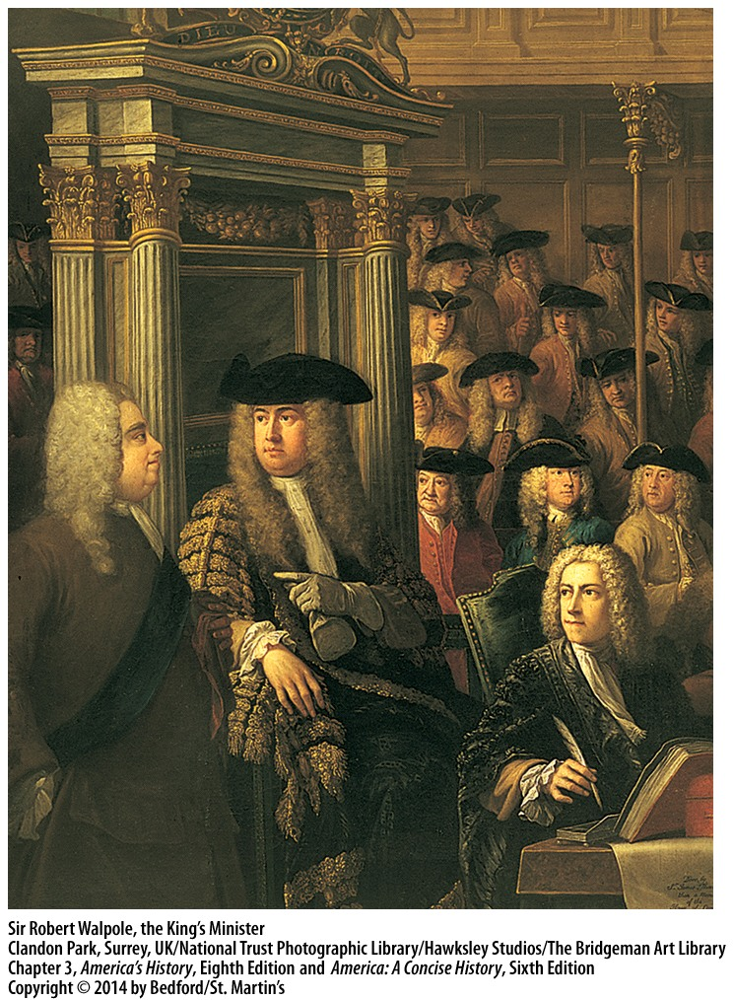 DIEU
Sir Robert Walpole, the King's Minister
Clandon Park, Surrey, UK/National Trust Photographic Library/Hawksley Studios/The Bridgeman Art Library
Chapter 3, America's History, Eighth Edition and America: A Concise History, Sixth Edition
Copyright © 2014 by Bedford/St. Martin's